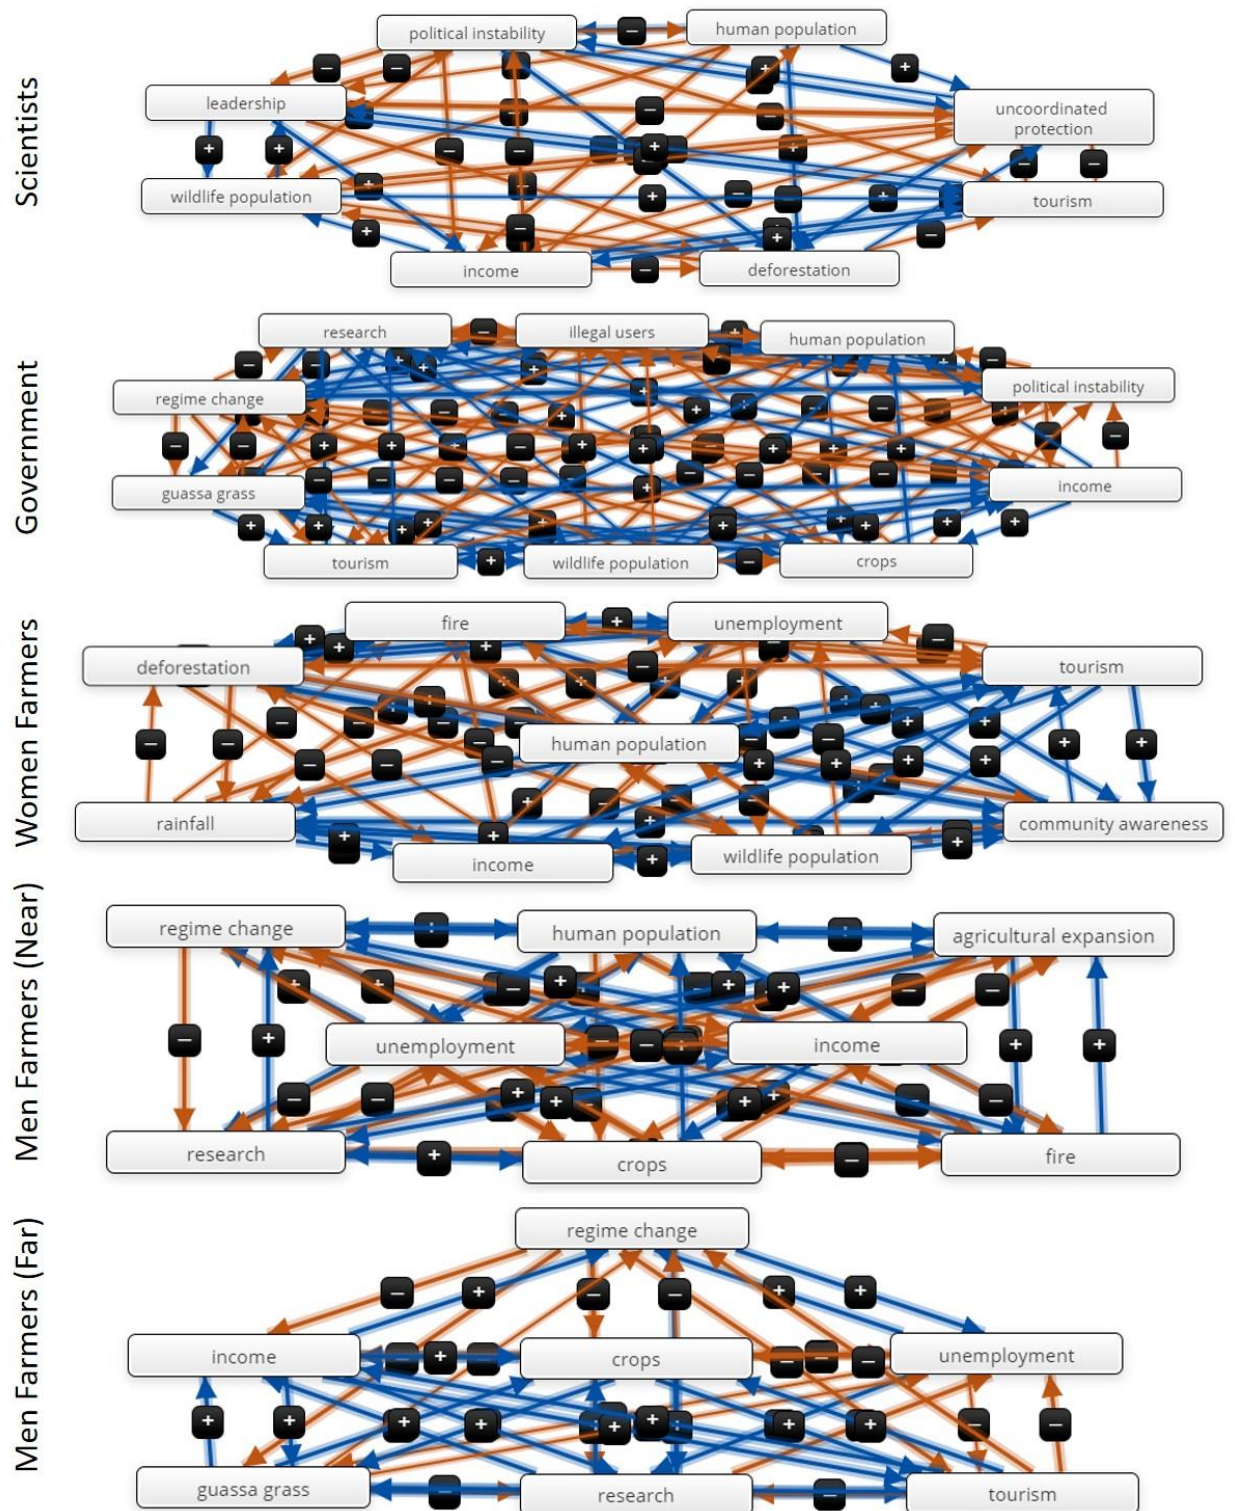 Scientists
political instability
human population
leadership
uncoordinated
protection
wildlife population
tourism
income
deforestation
Government
research
illegal users
human population
regime change
political instability
guassa grass
income
tourism
wildlife population
crops
Women Farmers
fire
unemployment
deforestation
tourism
human population
rainfall
community awareness
income
wildlife population
Men Farmers (Near)
regime change
human population
agricultural expansion
unemployment
income
research
crops
fire
Men Farmers (Far)
regime change
income
crops
unemployment
guassa grass
research
tourism